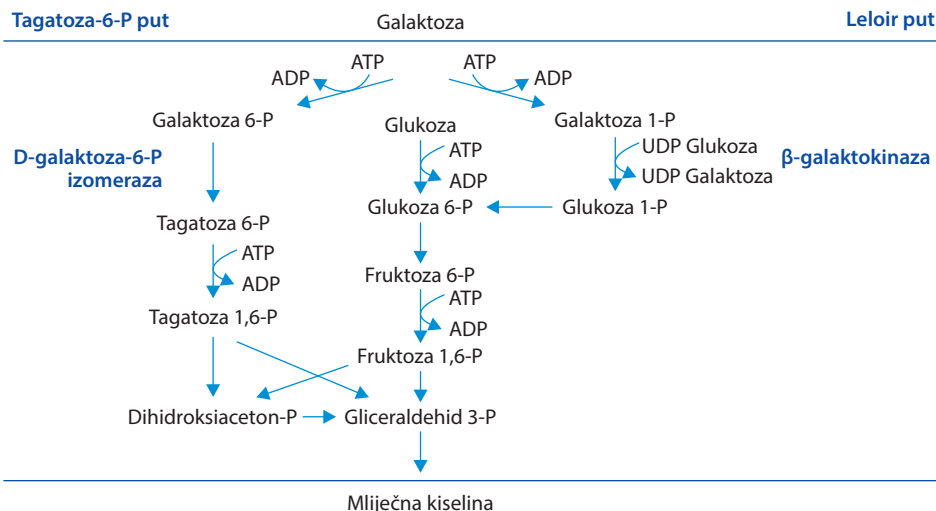 Tagatoza-6-P put
Galaktoza
Leloir put
ATP
ATP
ADP
ADP
Galaktoza 6-P
Glukoza
Galaktoza 1-P
D-galaktoza-6-P
izomeraza
ATP
ADP
UDP Glukoza
UDP Galaktoza
β-galaktokinaza
Tagatoza 6-P
Glukoza 6-P
Glukoza 1-P
ATP
ADP
Fruktoza 6-P
ATP
ADP
Tagatoza 1,6-P
Fruktoza 1,6-P
Dihidroksiaceton-P
Gliceraldehid 3-P
Mliječna kiselina